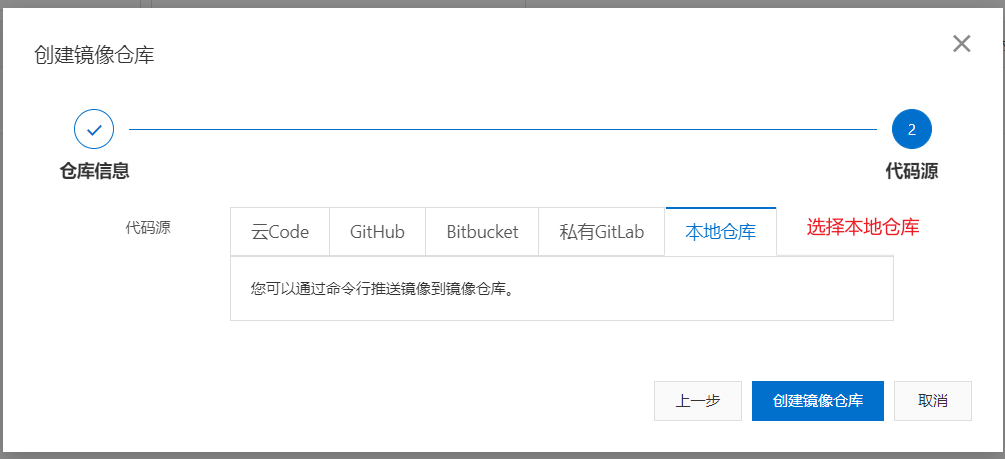 创建镜像仓库
2
仓库信息
代码源
代码源
云Code
GitHub
Bitbucket
私有GitLab
本地仓库
选择本地仓库
您可以通过命令行推送镜像到镜像仓库。
上一步
创建镜像仓库
取消